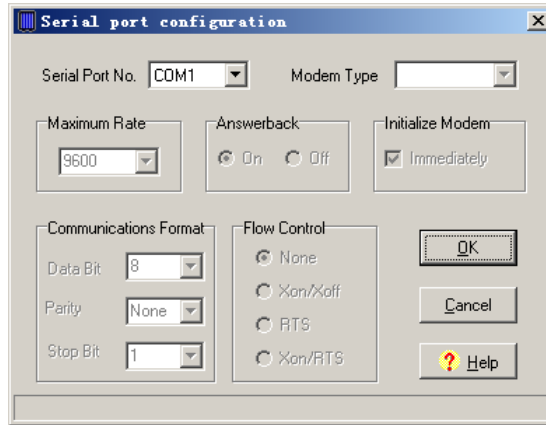 Serial port configuration
Serial Port No. COM1 Modem Type
Maximum Rate Answerback Initialize Modem
9600 On Off Immediately
Communications Format Flow Control
Data Bit 8 None OK
Parity None Xon/Xoff Cancel
RTS
Stop Bit 1 Xon/RTS ? Help